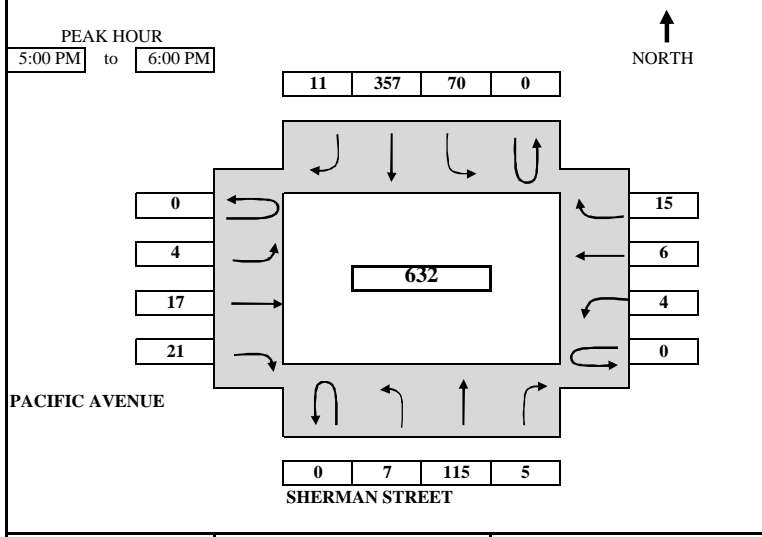 PEAK HOUR
5:00 PM to 6:00 PM
NORTH
11 357 70 0
0 15
4 6
632
17 4
21 0
PACIFIC AVENUE
0 7 115 5
SHERMAN STREET